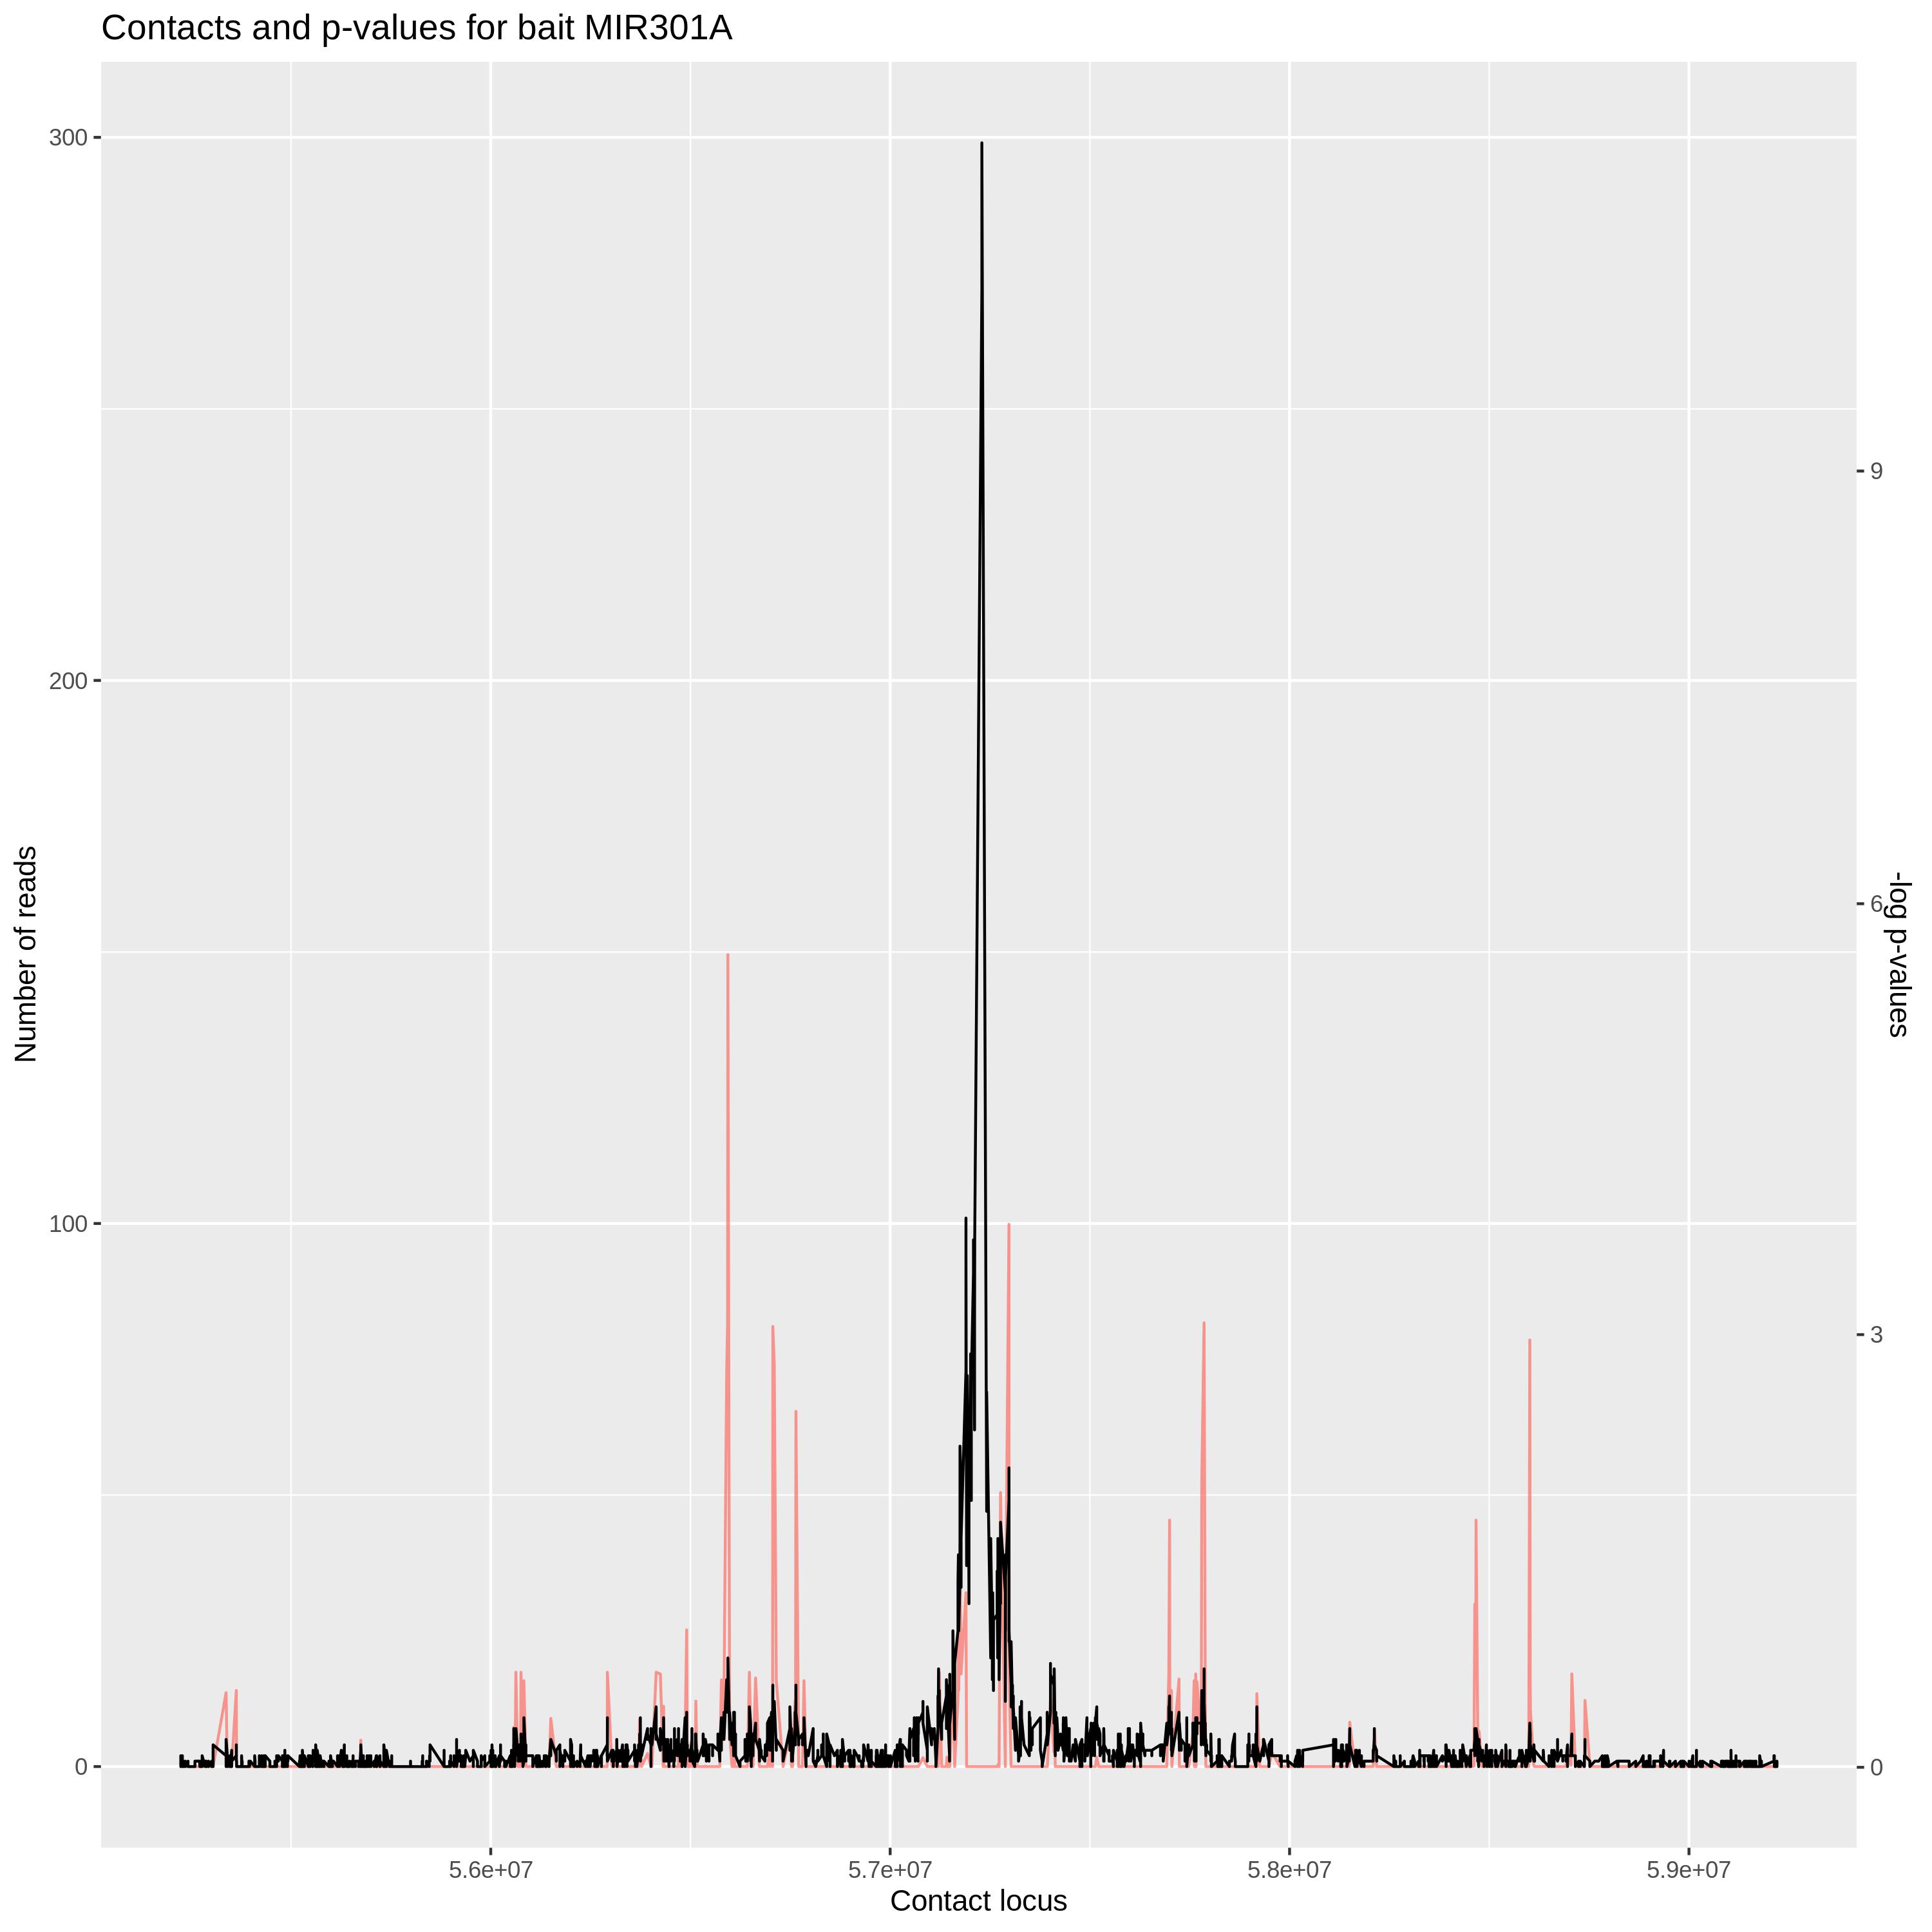 Contacts and p-values for bait MIR301A
300
200
100
0
Number of reads
9
6
3
0
-log p-values
5.6e+07
5.7e+07
5.8e+07
5.9e+07
Contact locus